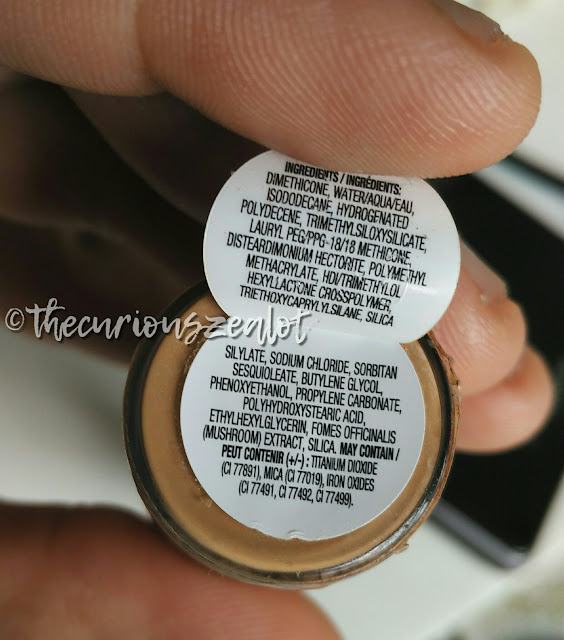 INGREDIENTS / INGRÉDIENTS:
DIMETHICONE, WATER/AQUA/EAU,
ISODODECANE, HYDROGENATED
POLYDECENE, TRIMETHYLSILOXYSILICATE,
LAURYL PEG/PPG-18/18 METHICONE,
DISTEARDIMONIUM HECTORITE, POLYMETHYL
METHACRYLATE, HDI/TRIMETHYLOL
HEXYLLACTONE CROSSPOLYMER,
TRIETHOXYCAPRYLYLSILANE, SILICA
©thecuriouszealot
SILYLATE, SODIUM CHLORIDE, SORBITAN
SESQUIOLEATE, BUTYLENE GLYCOL,
PHENOXYETHANOL, PROPYLENE CARBONATE,
POLYHYDROXYSTEARIC ACID,
ETHYLHEXYLGLYCERIN, FOMES OFFICINALIS
(MUSHROOM) EXTRACT, SILICA. MAY CONTAIN /
PEUT CONTENIR (+/-) : TITANIUM DIOXIDE
(CI 77891), MICA (CI 77019), IRON OXIDES
(CI 77491, CI 77492, CI 77499).